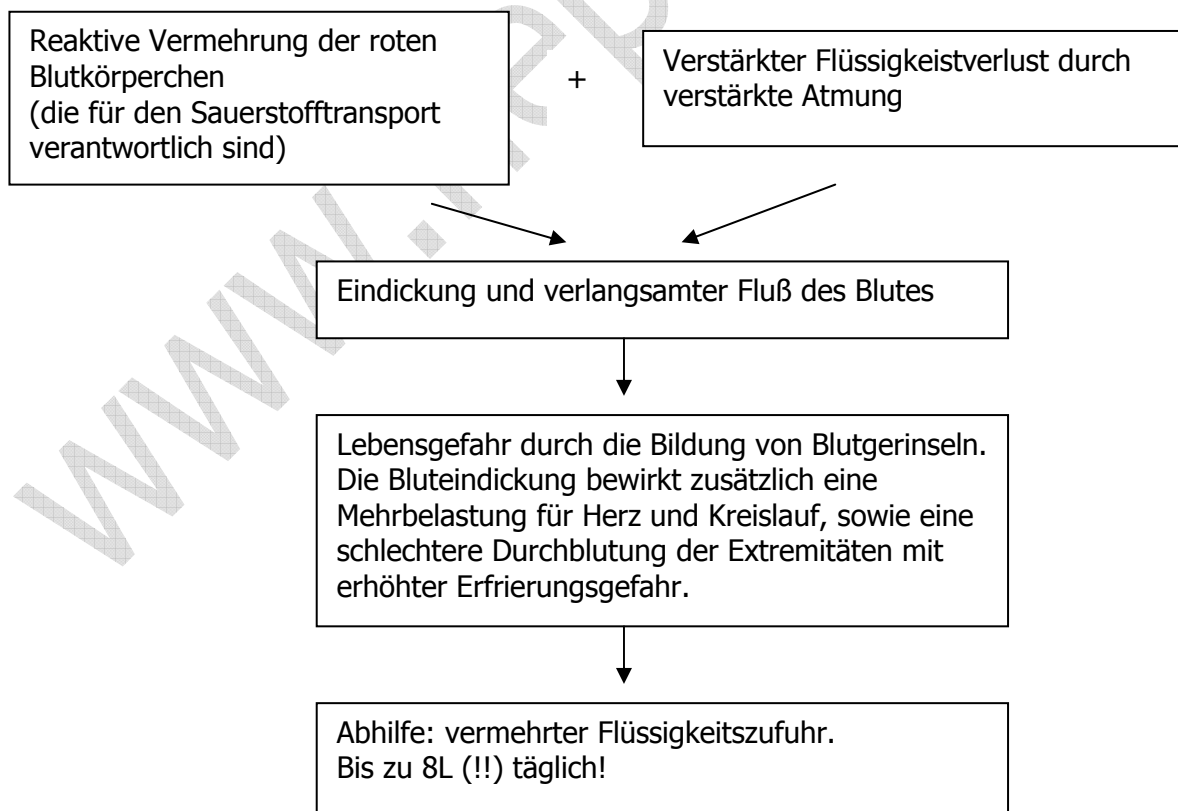 Reaktive Vermehrung der roten
Blutkörperchen
(die für den Sauerstofftransport
verantwortlich sind)
+
Verstärkter Flüssigkeistverlust durch
verstärkte Atmung
Eindickung und verlangsamter Fluß des Blutes
Lebensgefahr durch die Bildung von Blutgerinseln.
Die Bluteindickung bewirkt zusätzlich eine
Mehrbelastung für Herz und Kreislauf, sowie eine
schlechtere Durchblutung der Extremitäten mit
erhöhter Erfrierungsgefahr.
Abhilfe: vermehrter Flüssigkeitszufuhr.
Bis zu 8L (!!) täglich!
www.